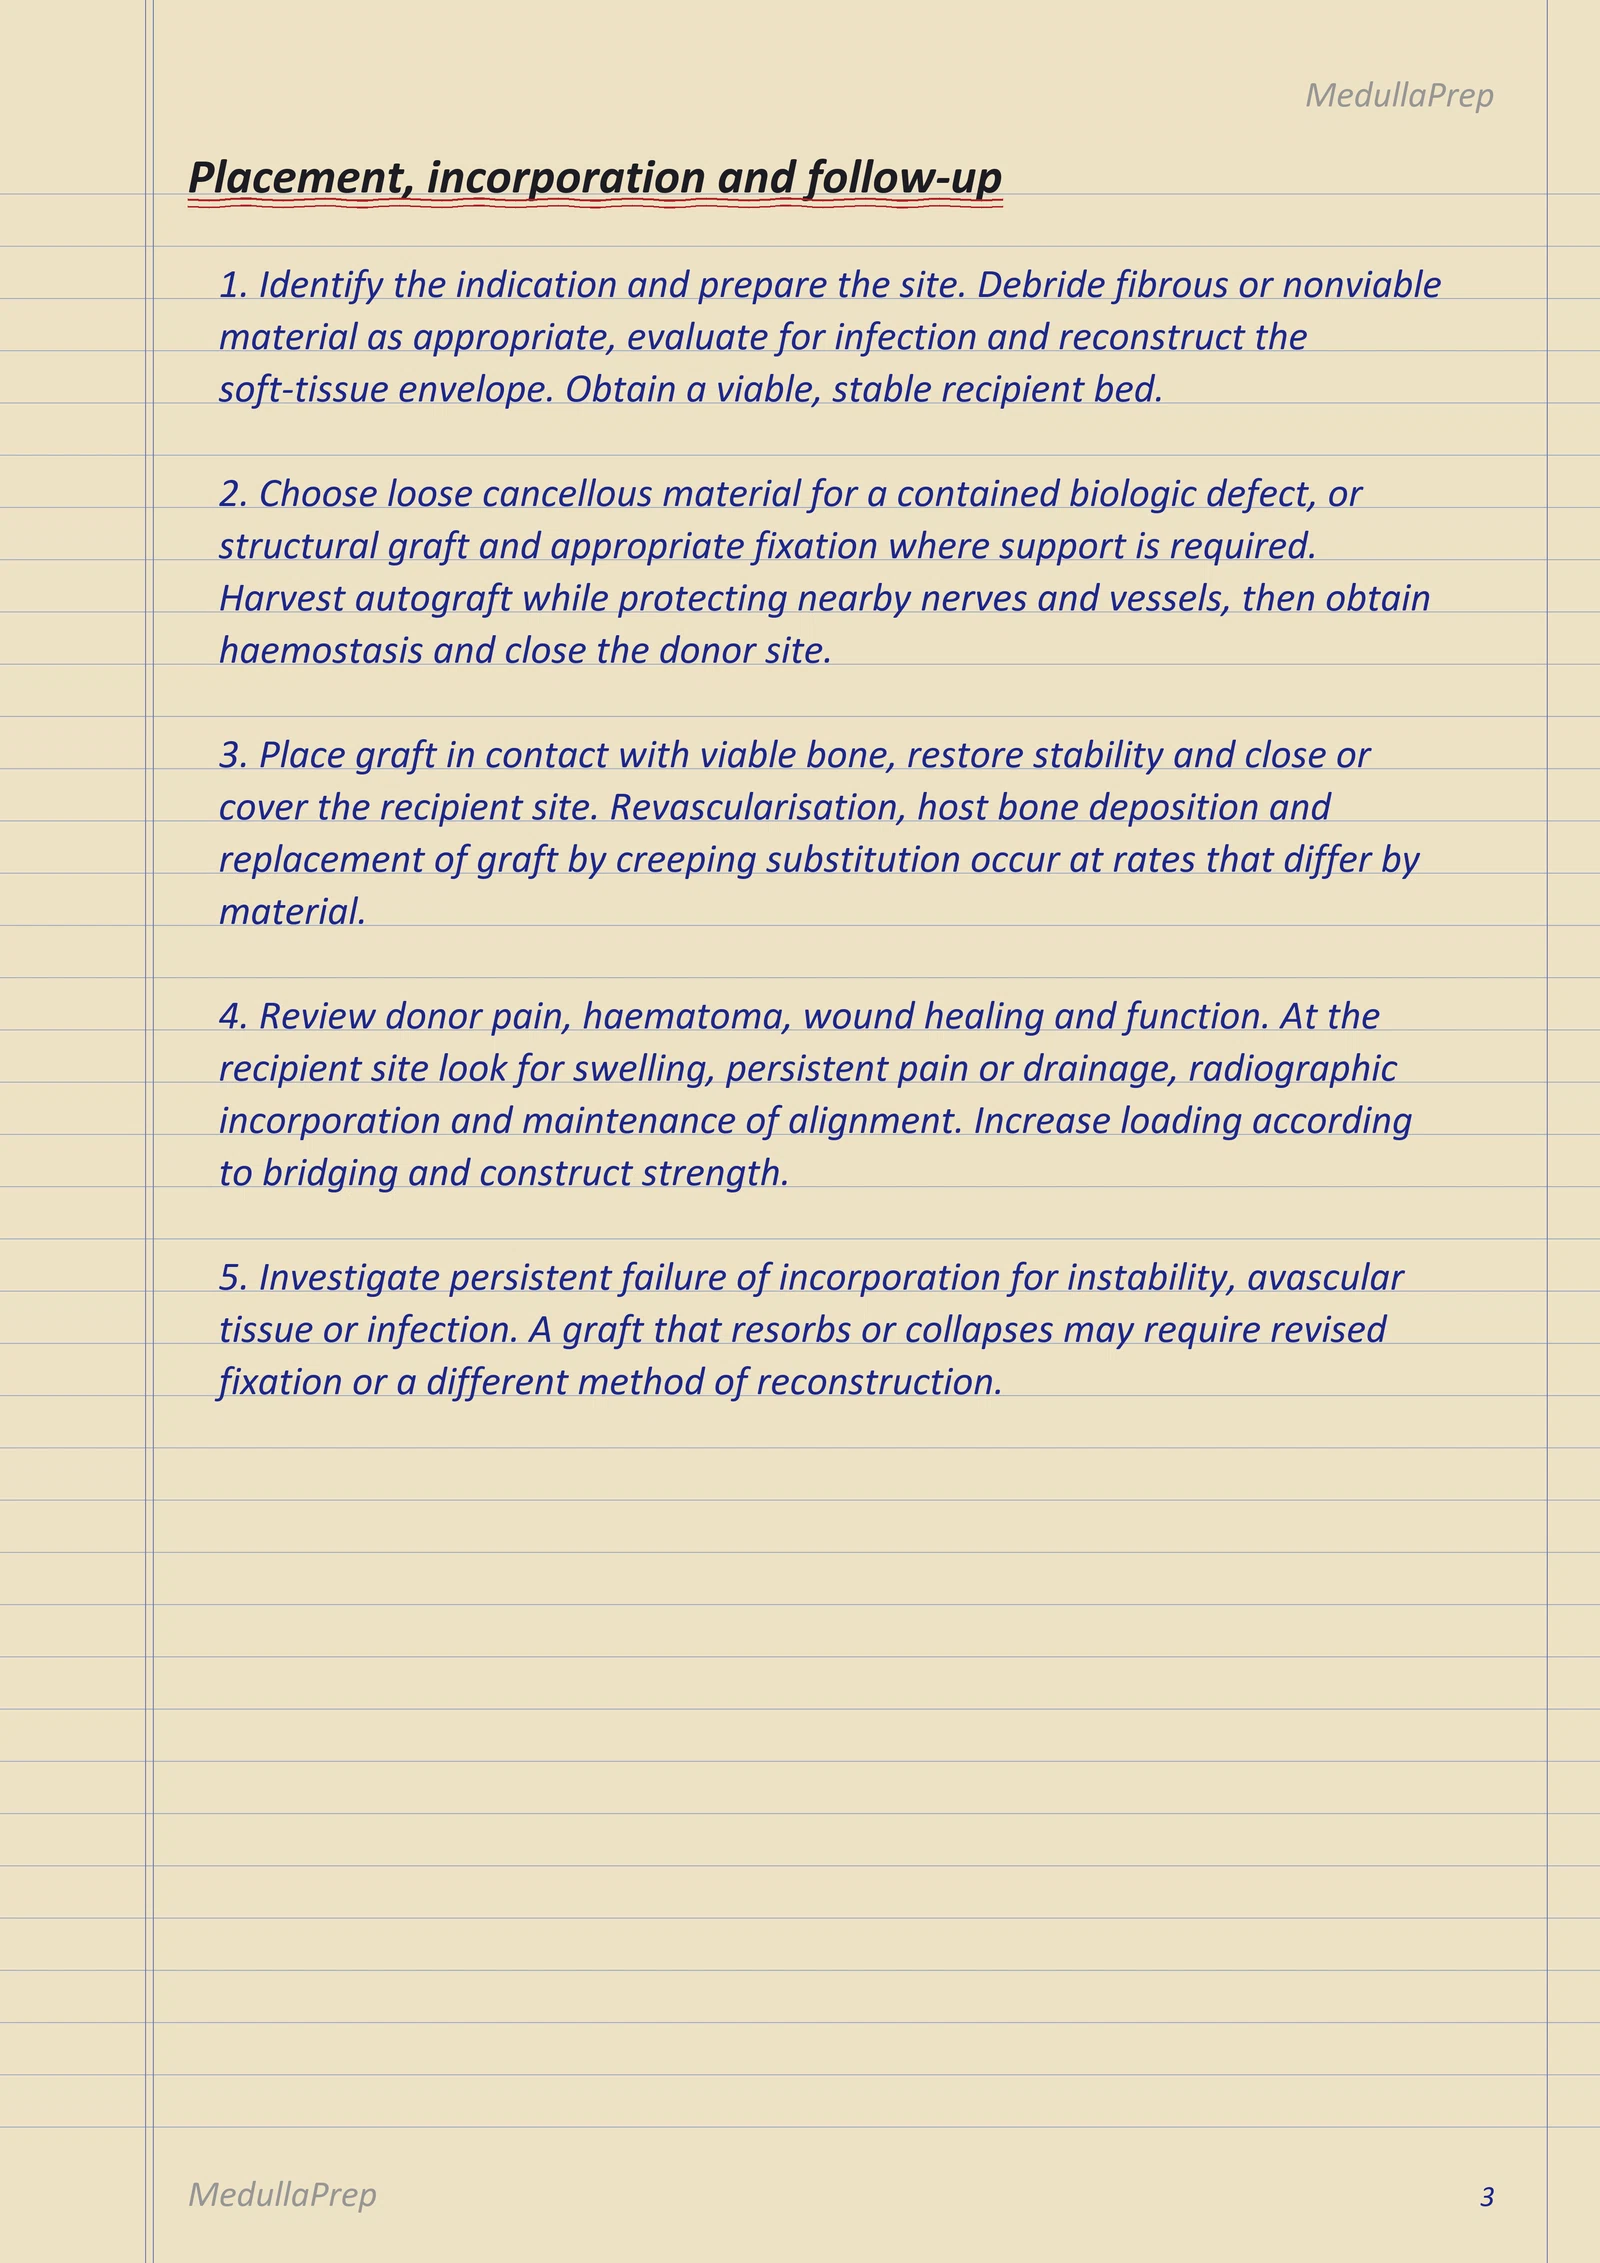 MedullaPrep
Placement, incorporation and follow-up
1. Identify the indication and prepare the site. Debride fibrous or nonviable
material as appropriate, evaluate for infection and reconstruct the
soft-tissue envelope. Obtain a viable, stable recipient bed.
2. Choose loose cancellous material for a contained biologic defect, or
structural graft and appropriate fixation where support is required.
Harvest autograft while protecting nearby nerves and vessels, then obtain
haemostasis and close the donor site.
3. Place graft in contact with viable bone, restore stability and close or
cover the recipient site. Revascularisation, host bone deposition and
replacement of graft by creeping substitution occur at rates that differ by
material.
4. Review donor pain, haematoma, wound healing and function. At the
recipient site look for swelling, persistent pain or drainage, radiographic
incorporation and maintenance of alignment. Increase loading according
to bridging and construct strength.
5. Investigate persistent failure of incorporation for instability, avascular
tissue or infection. A graft that resorbs or collapses may require revised
fixation or a different method of reconstruction.
MedullaPrep
3